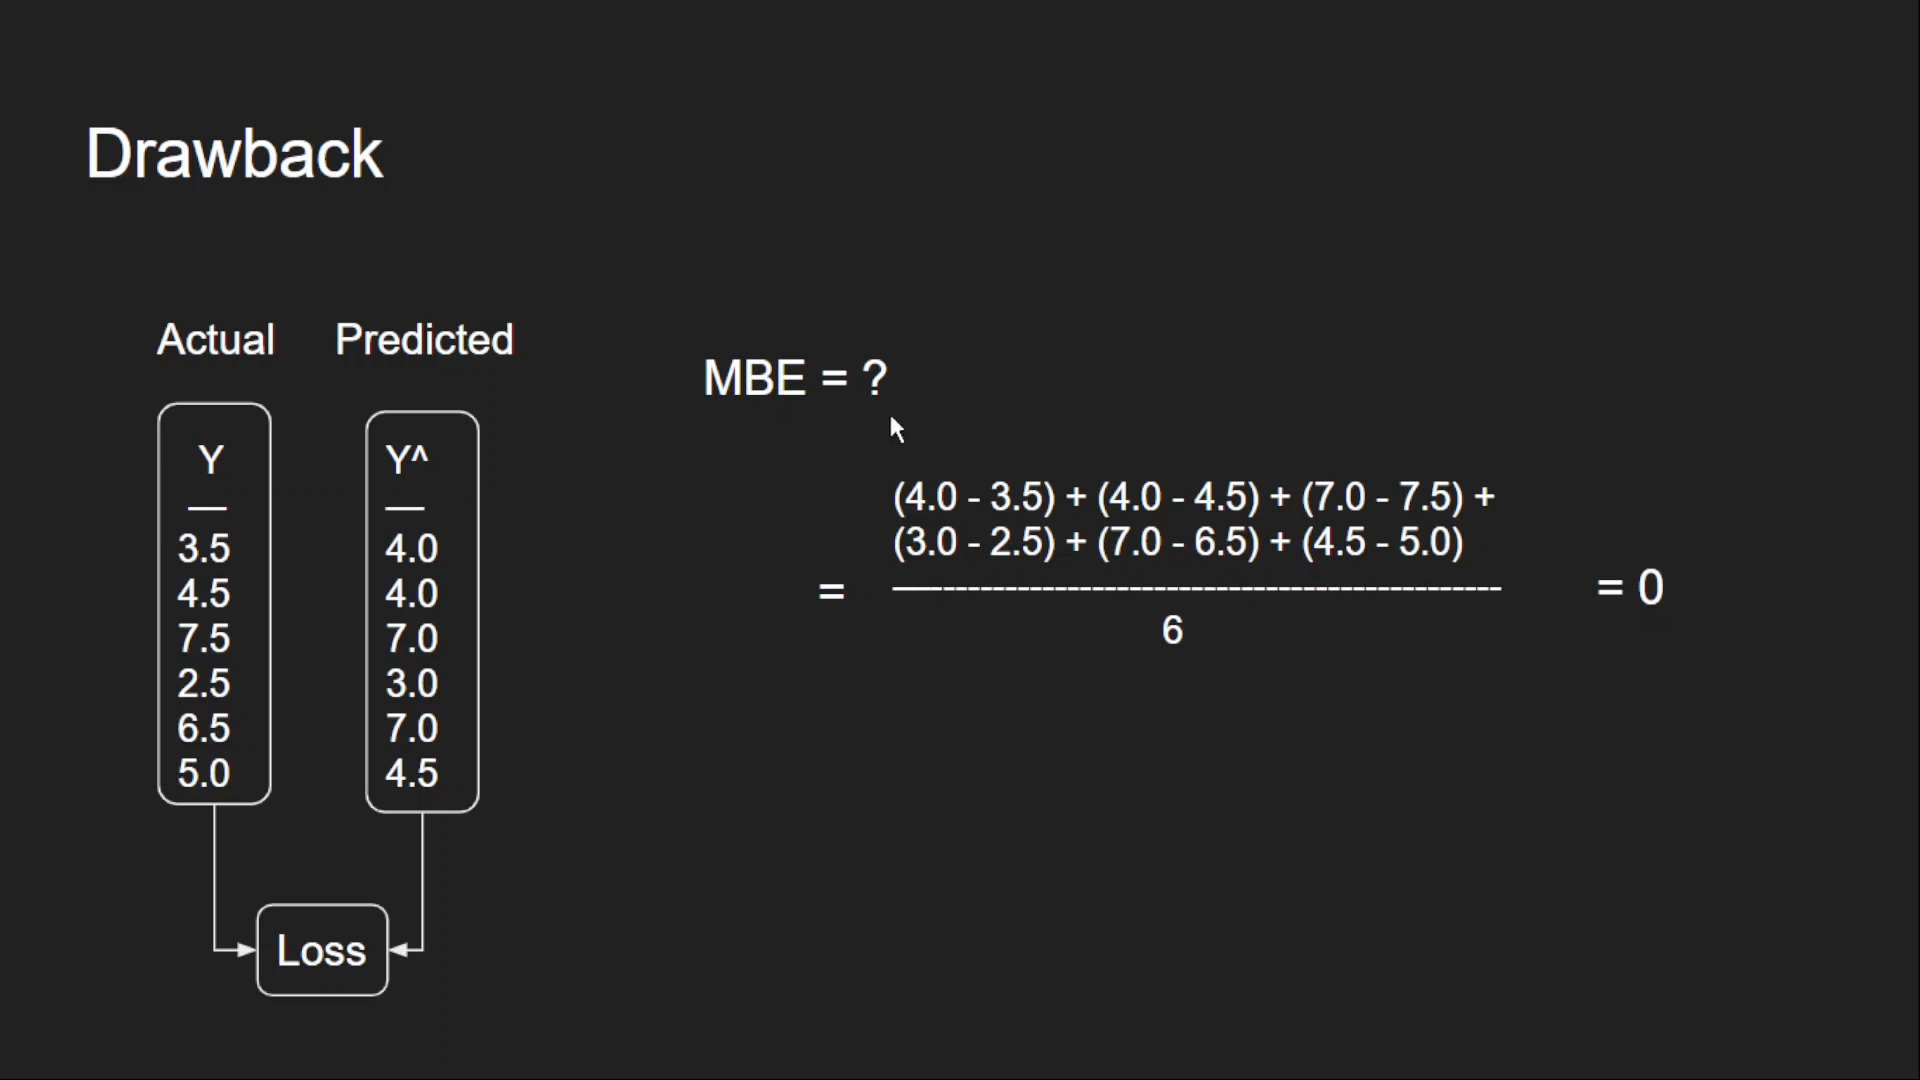 Drawback
Actual
Predicted
Y
—
3.5
4.5
7.5
2.5
6.5
5.0
Y^
—
4.0
4.0
7.0
3.0
7.0
4.5
Loss
MBE = ?
(4.0 - 3.5) + (4.0 - 4.5) + (7.0 - 7.5) +
(3.0 - 2.5) + (7.0 - 6.5) + (4.5 - 5.0)
=
—----------------------------------------------
= 0
6